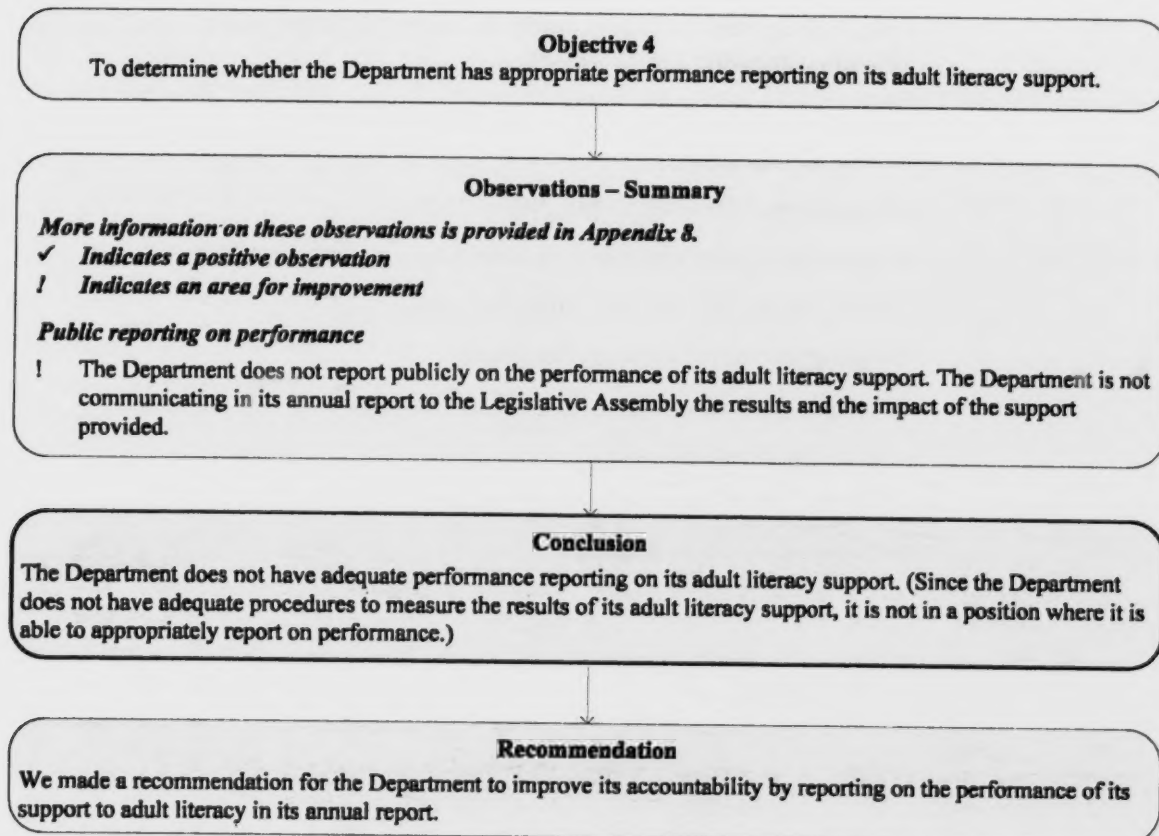 Objective 4
To determine whether the Department has appropriate performance reporting on its adult literacy support.
Observations – Summary
More information on these observations is provided in Appendix 8.
✓ Indicates a positive observation
! Indicates an area for improvement
Public reporting on performance
! The Department does not report publicly on the performance of its adult literacy support. The Department is not
communicating in its annual report to the Legislative Assembly the results and the impact of the support
provided.
Conclusion
The Department does not have adequate performance reporting on its adult literacy support. (Since the Department
does not have adequate procedures to measure the results of its adult literacy support, it is not in a position where it is
able to appropriately report on performance.)
Recommendation
We made a recommendation for the Department to improve its accountability by reporting on the performance of its
support to adult literacy in its annual report.